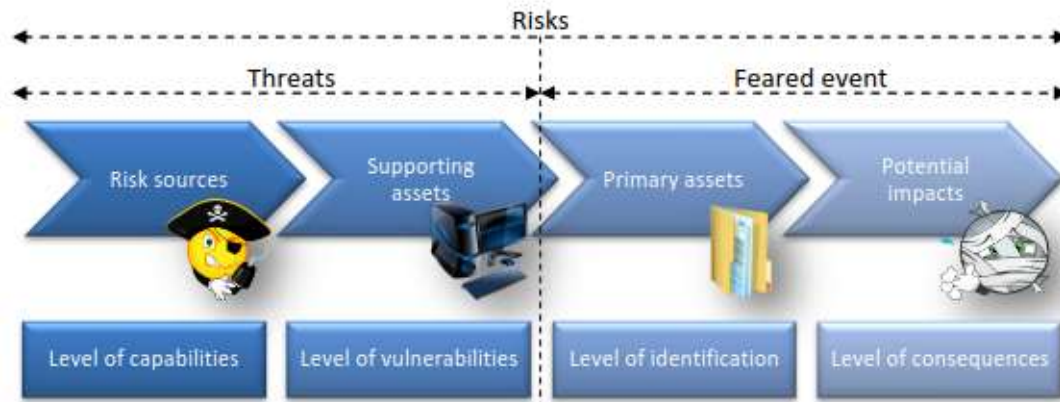 Risks
Threats
Feared event
Risk sources
Supporting
assets
Primary assets
Potential
impacts
Level of capabilities
Level of vulnerabilities
Level of identification
Level of consequences